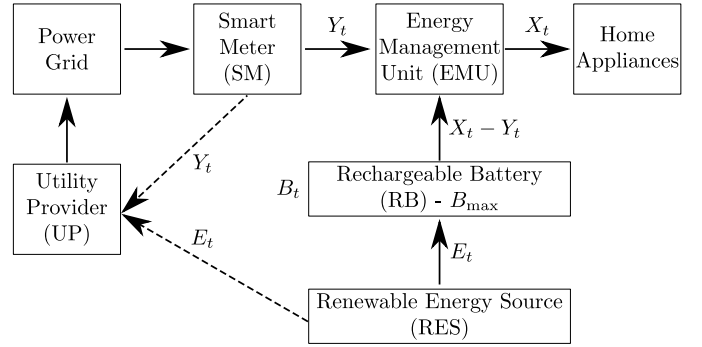 Power
Grid
Smart
Meter
(SM)
Y_t
Energy
Management
Unit (EMU)
X_t
Home
Appliances
X_t − Y_t
Utility
Provider
(UP)
Y_t
B_t
Rechargeable Battery
(RB) - B_max
E_t
E_t
Renewable Energy Source
(RES)